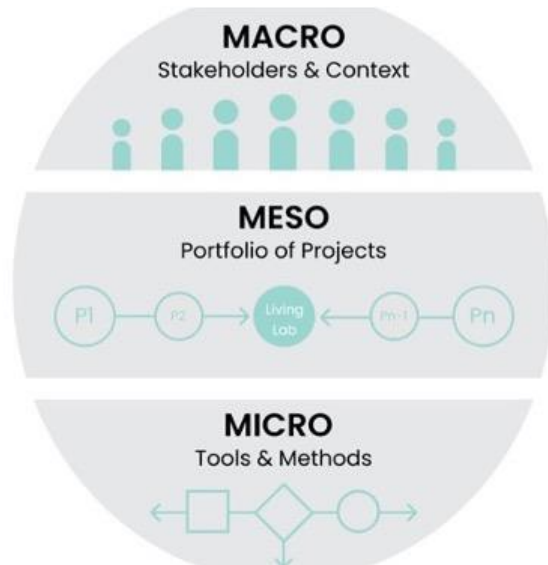 MACRO
Stakeholders & Context
MESO
Portfolio of Projects
P1
P2
Living
Lab
Pn-1
Pn
MICRO
Tools & Methods